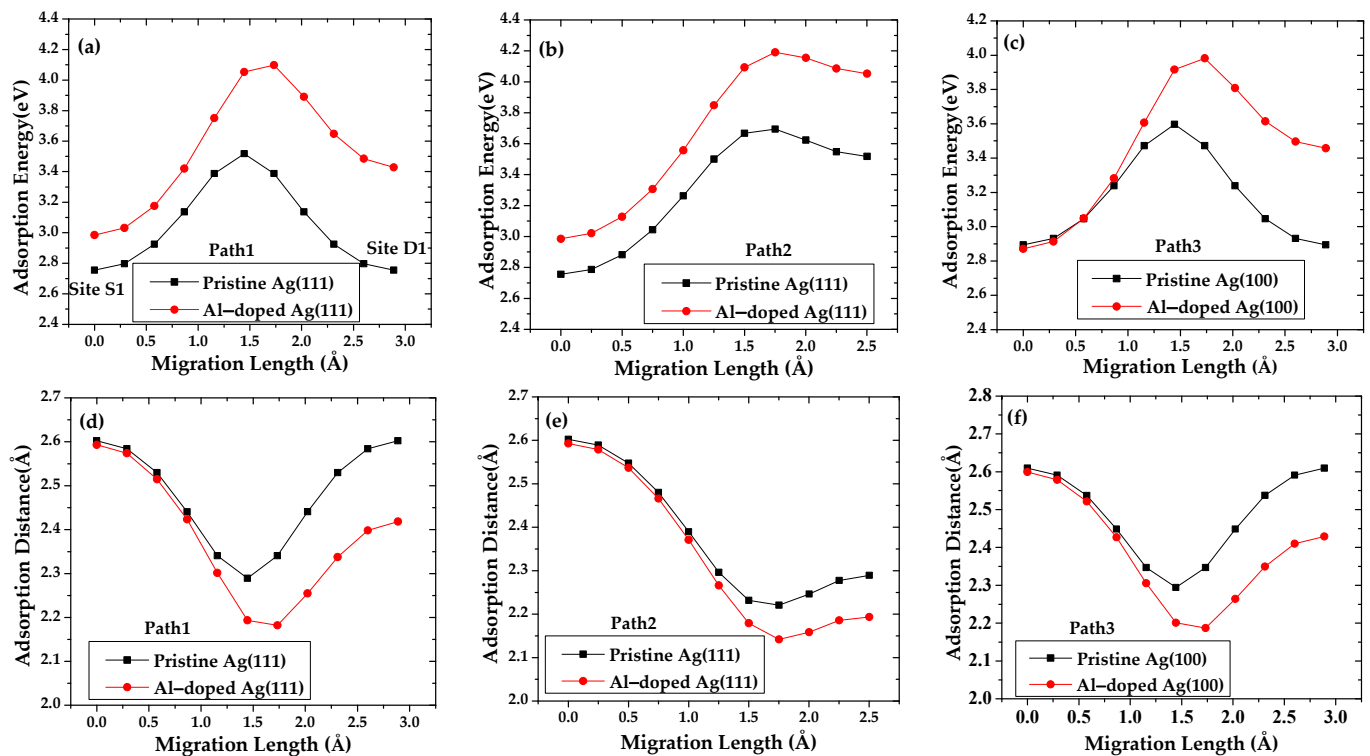 (a)
Adsorption Energy(eV)
4.4
4.2
4.0
3.8
3.6
3.4
3.2
3.0
2.8
2.6
2.4
Path1
Site D1
Site S1
Pristine Ag(111)
Al−doped Ag(111)
0.0 0.5 1.0 1.5 2.0 2.5 3.0
Migration Length (Å)
(b)
Adsorption Energy(eV)
4.4
4.2
4.0
3.8
3.6
3.4
3.2
3.0
2.8
2.6
2.4
Path2
Pristine Ag(111)
Al−doped Ag(111)
0.0 0.5 1.0 1.5 2.0 2.5
Migration Length (Å)
(c)
Adsorption Energy(eV)
4.2
4.0
3.8
3.6
3.4
3.2
3.0
2.8
2.6
2.4
Path3
Pristine Ag(100)
Al−doped Ag(100)
0.0 0.5 1.0 1.5 2.0 2.5 3.0
Migration Length (Å)
(d)
Adsorption Distance(Å)
2.7
2.6
2.5
2.4
2.3
2.2
2.1
2.0
Path1
Pristine Ag(111)
Al−doped Ag(111)
0.0 0.5 1.0 1.5 2.0 2.5 3.0
Migration Length (Å)
(e)
Adsorption Distance(Å)
2.7
2.6
2.5
2.4
2.3
2.2
2.1
2.0
Path2
Pristine Ag(111)
Al−doped Ag(111)
0.0 0.5 1.0 1.5 2.0 2.5
Migration Length (Å)
(f)
Adsorption Distance(Å)
2.8
2.7
2.6
2.5
2.4
2.3
2.2
2.1
2.0
Path3
Pristine Ag(100)
Al−doped Ag(100)
0.0 0.5 1.0 1.5 2.0 2.5 3.0
Migration Length (Å)